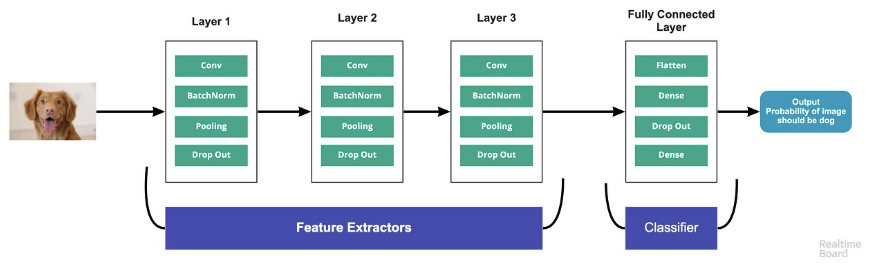 Layer 1
Conv
BatchNorm
Pooling
Drop Out
Layer 2
Conv
BatchNorm
Pooling
Drop Out
Layer 3
Conv
BatchNorm
Pooling
Drop Out
Fully Connected
Layer
Flatten
Dense
Drop Out
Dense
Output
Probability of image
should be dog
Feature Extractors
Classifier
Realtime
Board